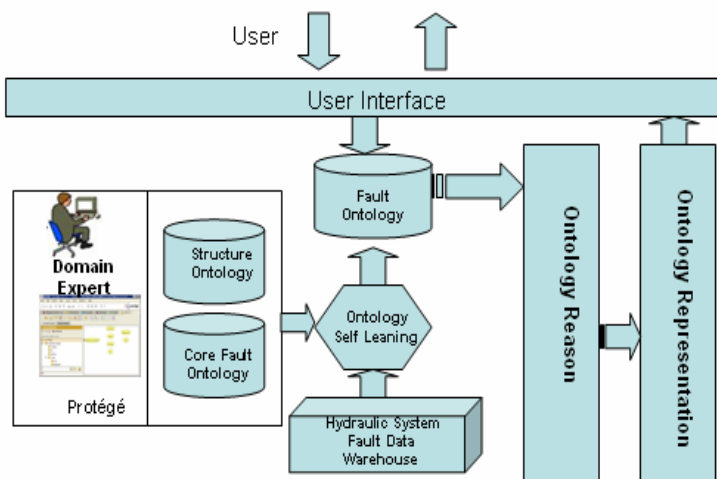 User
User Interface
Fault
Ontology
Domain
Expert
Protégé
Structure
Ontology
Core Fault
Ontology
Ontology
Self Leaning
Hydraulic System
Fault Data
Warehouse
Ontology Reason
Ontology Representation